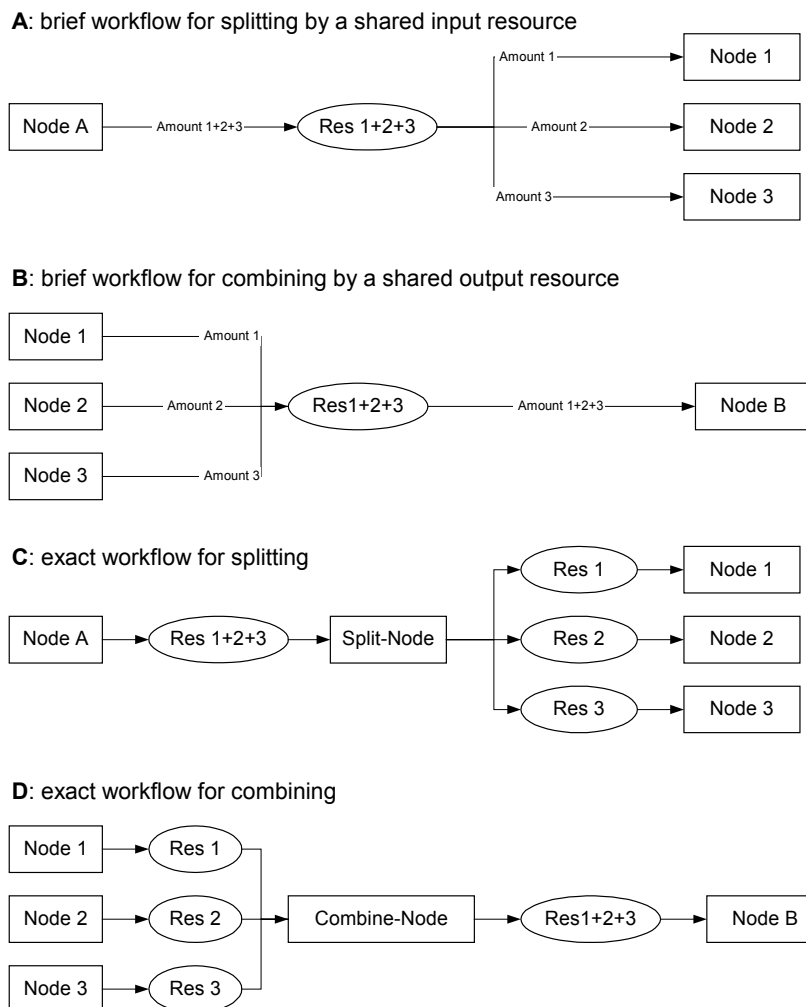 A: brief workflow for splitting by a shared input resource
Amount 1
Node 1
Node A
Amount 1+2+3
Res 1+2+3
Amount 2
Node 2
Amount 3
Node 3
B: brief workflow for combining by a shared output resource
Node 1
Amount 1
Node 2
Amount 2
Res1+2+3
Amount 1+2+3
Node B
Node 3
Amount 3
C: exact workflow for splitting
Res 1
Node 1
Node A
Res 1+2+3
Split-Node
Res 2
Node 2
Res 3
Node 3
D: exact workflow for combining
Node 1
Res 1
Node 2
Res 2
Combine-Node
Res1+2+3
Node B
Node 3
Res 3